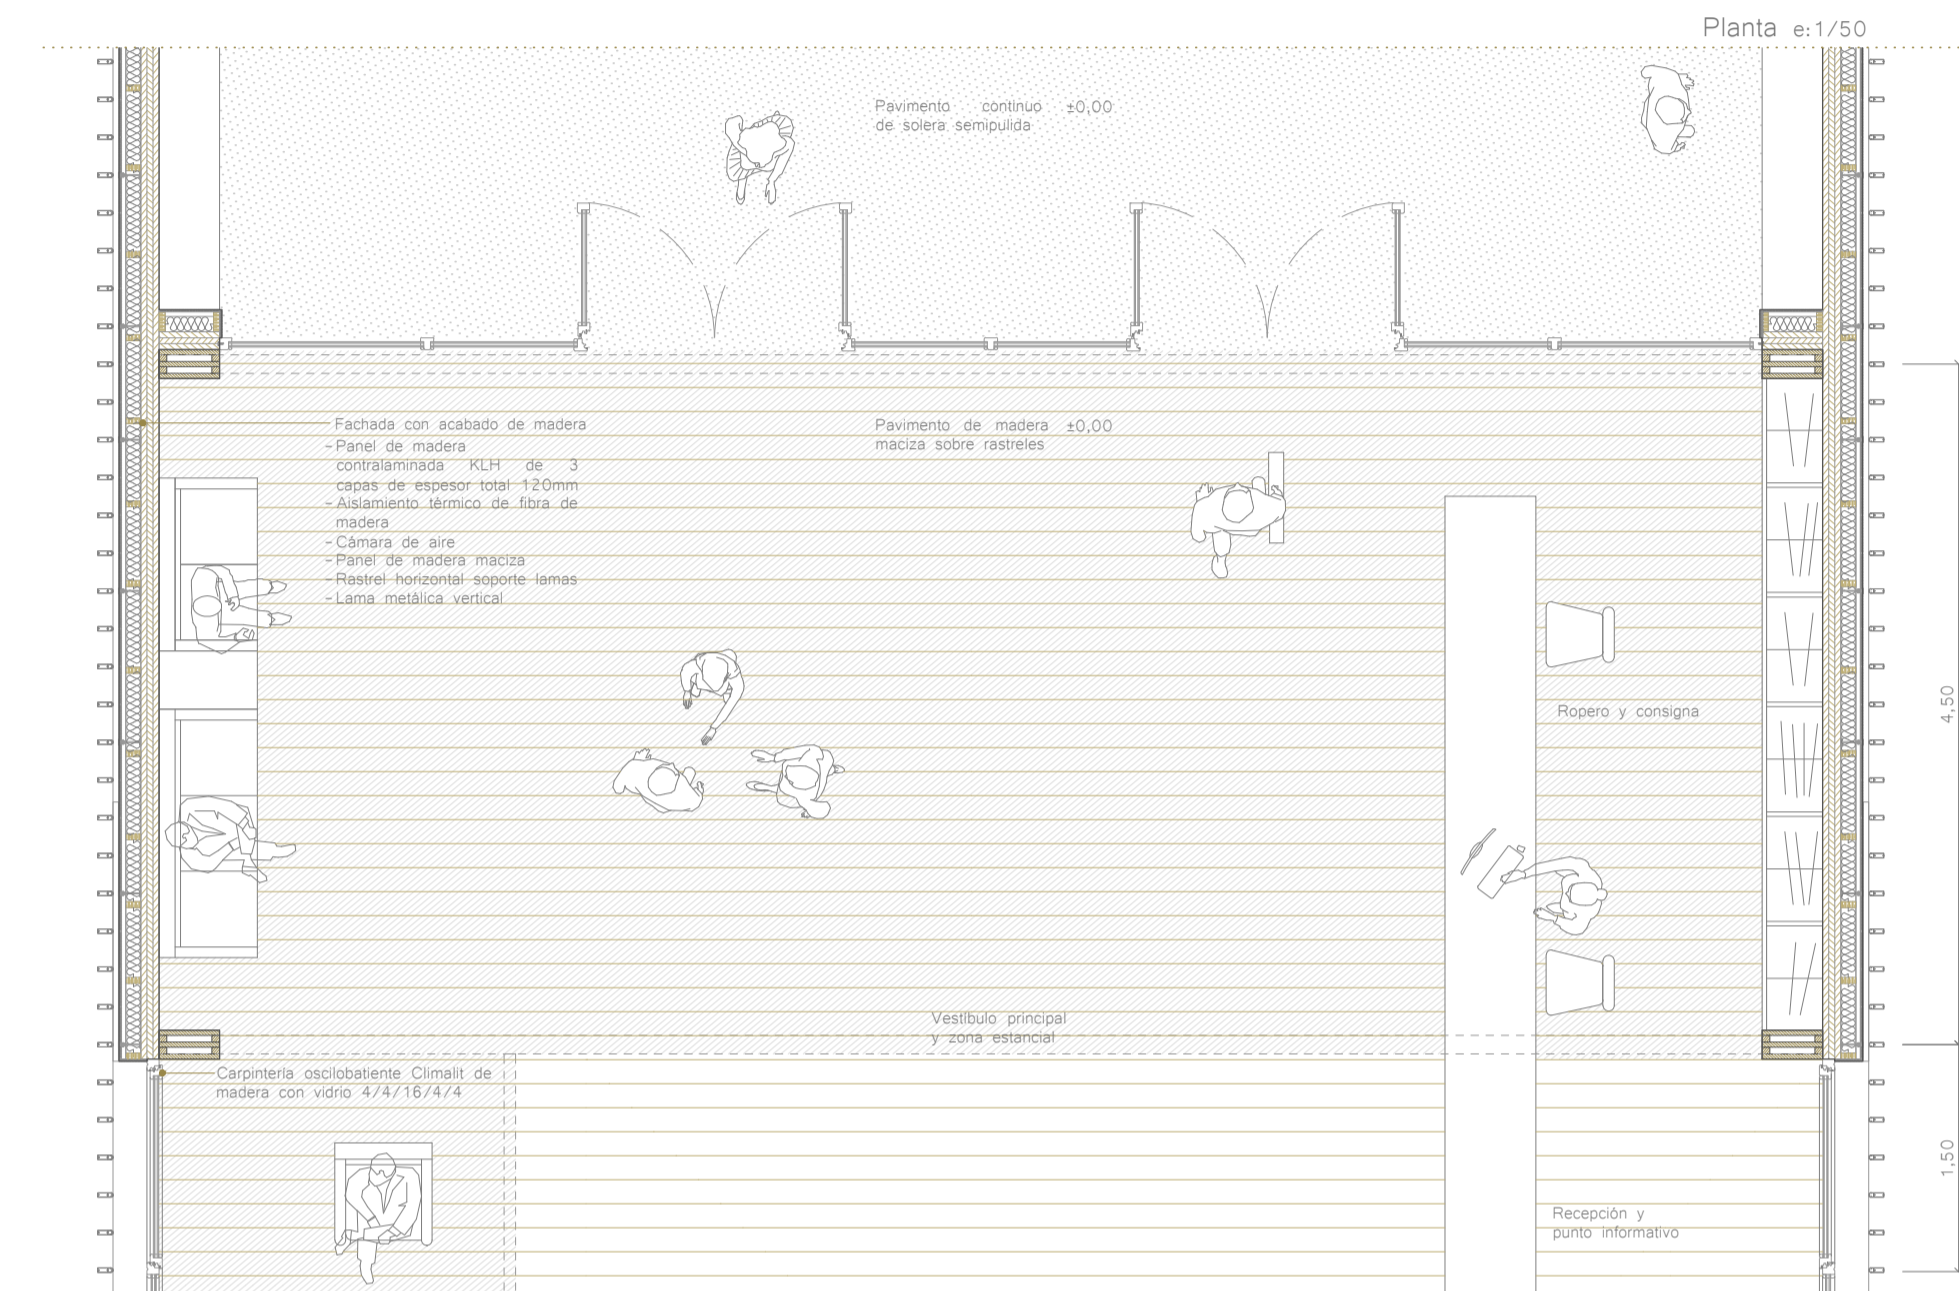 Planta e:1/50
Pavimento continuo ±0,00
de solera semipulida
Fachada con acabado de madera
-Panel de madera
contralaminada KLH de 3
capas de espesor total 120mm
-Aislamiento térmico de fibra de
madera
-Cámara de aire
-Panel de madera maciza
-Rastrel horizontal soporte lamas
-Lama metálica vertical
Pavimento de madera ±0,00
maciza sobre rastreles
Ropero y consigna
4,50
Vestíbulo principal
y zona estancial
Carpintería oscilobatiente Climalit de
madera con vidrio 4/4/16/4/4
1,50
Recepción y
punto informativo